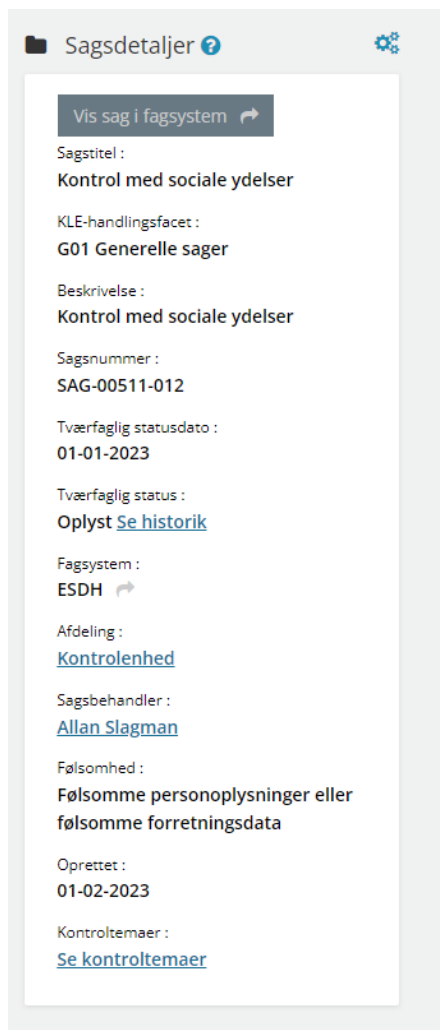 Sagsdetaljer ?
Vis sag i fagsystem
Sagstitel :
Kontrol med sociale ydelser
KLE-handlingsfacet :
G01 Generelle sager
Beskrivelse :
Kontrol med sociale ydelser
Sagsnummer :
SAG-00511-012
Tværfaglig statusdato :
01-01-2023
Tværfaglig status :
Oplyst Se historik
Fagsystem :
ESDH
Afdeling :
Kontrolenhed
Sagsbehandler :
Allan Slagman
Følsomhed :
Følsomme personoplysninger eller
følsomme forretningsdata
Oprettet :
01-02-2023
Kontroltemaer :
Se kontroltemaer